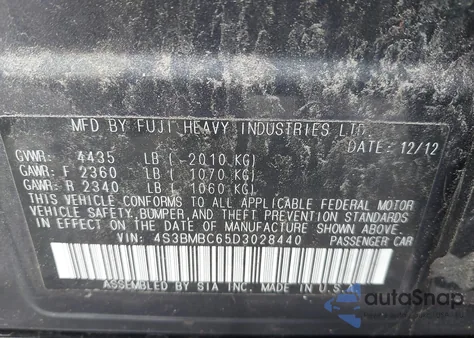 MFD BY FUJI HEAVY INDUSTRIES LTD.
DATE: 12/12
GVWR: 4435 LB ( 2010 KG)
GAWR: F 2360 LB ( 1070 KG)
GAWR: R 2340 LB ( 1060 KG)
THIS VEHICLE CONFORMS TO ALL APPLICABLE FEDERAL MOTOR
VEHICLE SAFETY, BUMPER, AND THEFT PREVENTION STANDARDS
IN EFFECT ON THE DATE OF MANUFACTURE SHOWN ABOVE.
VIN: 4S3BMBC65D3028440 PASSENGER CAR
ASSEMBLED BY SIA INC. MADE IN U.S.A.
autoSnap